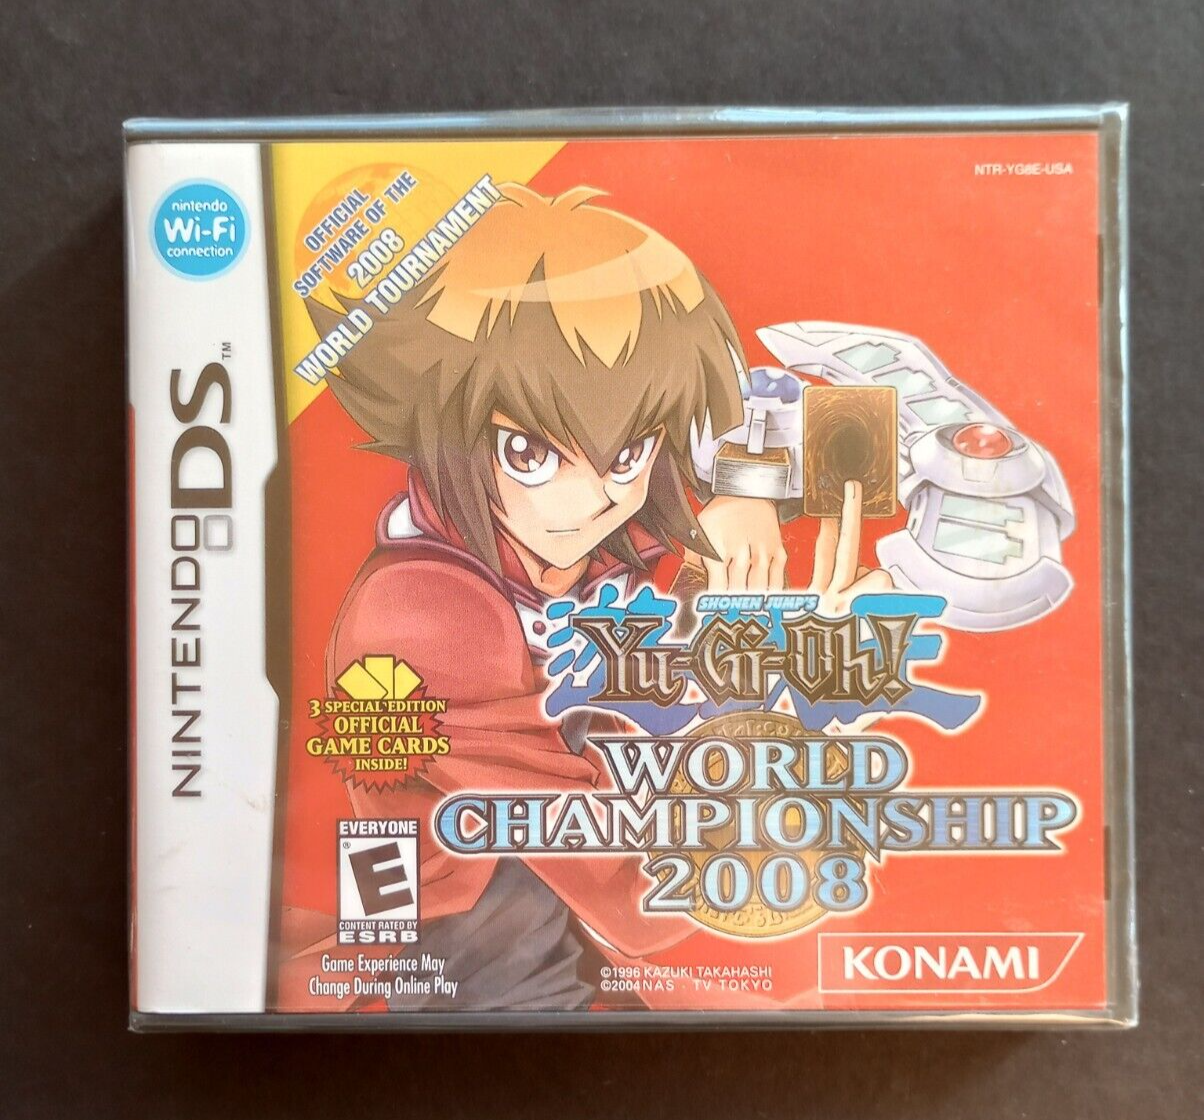 nintendo
Wi-Fi
connection
NINTENDO DS™
OFFICIAL
SOFTWARE OF THE
2008
WORLD TOURNAMENT
NTR-YG8E-USA
SHONEN JUMP'S
Yu-Gi-Oh!
WORLD
CHAMPIONSHIP
2008
3 SPECIAL EDITION
OFFICIAL
GAME CARDS
INSIDE!
EVERYONE
E
®
CONTENT RATED BY
ESRB
Game Experience May
Change During Online Play
©1996 KAZUKI TAKAHASHI
©2004 NAS · TV TOKYO
KONAMI